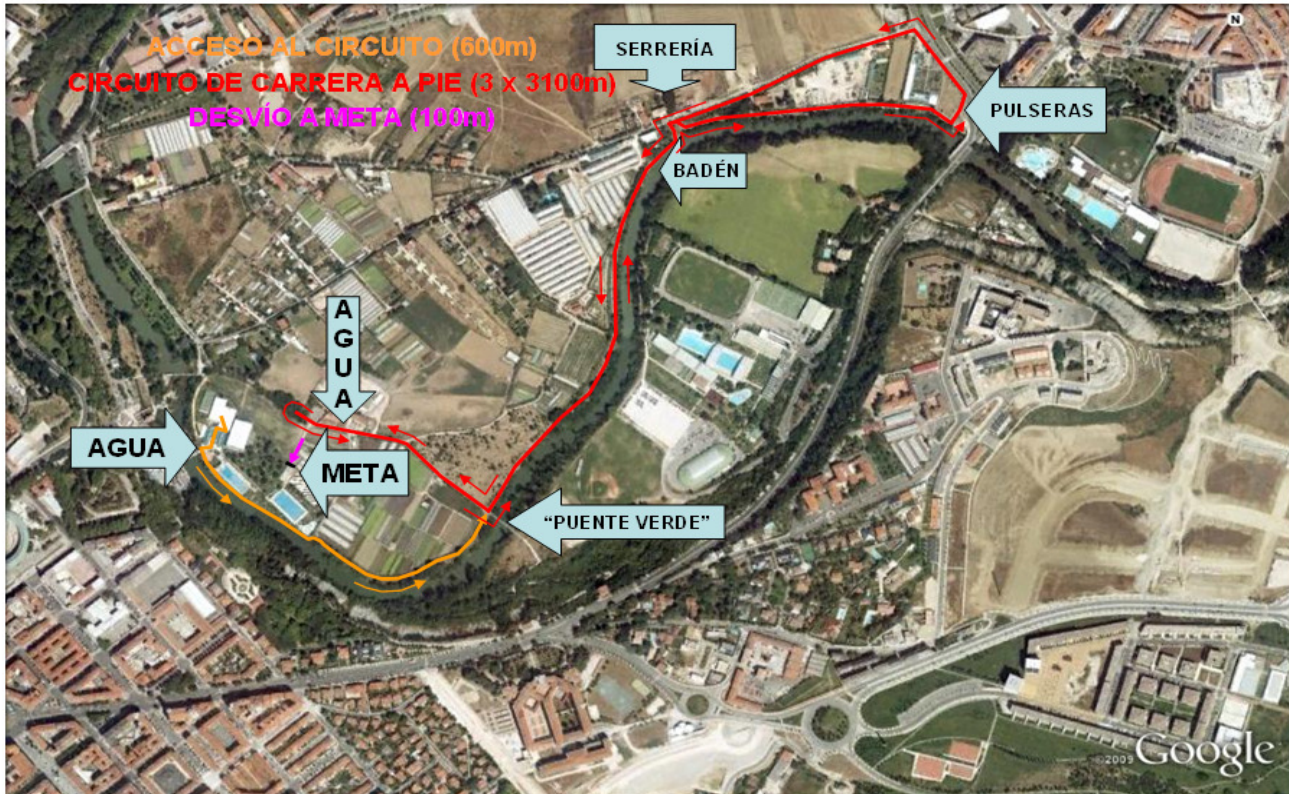 ACCESO AL CIRCUITO (600m)
CIRCUITO DE CARRERA A PIE (3 x 3100m)
DESVÍO A META (100m)
SERRERÍA
N
PULSERAS
BADÉN
AGUA
AGUA
META
"PUENTE VERDE"
©2009 Google